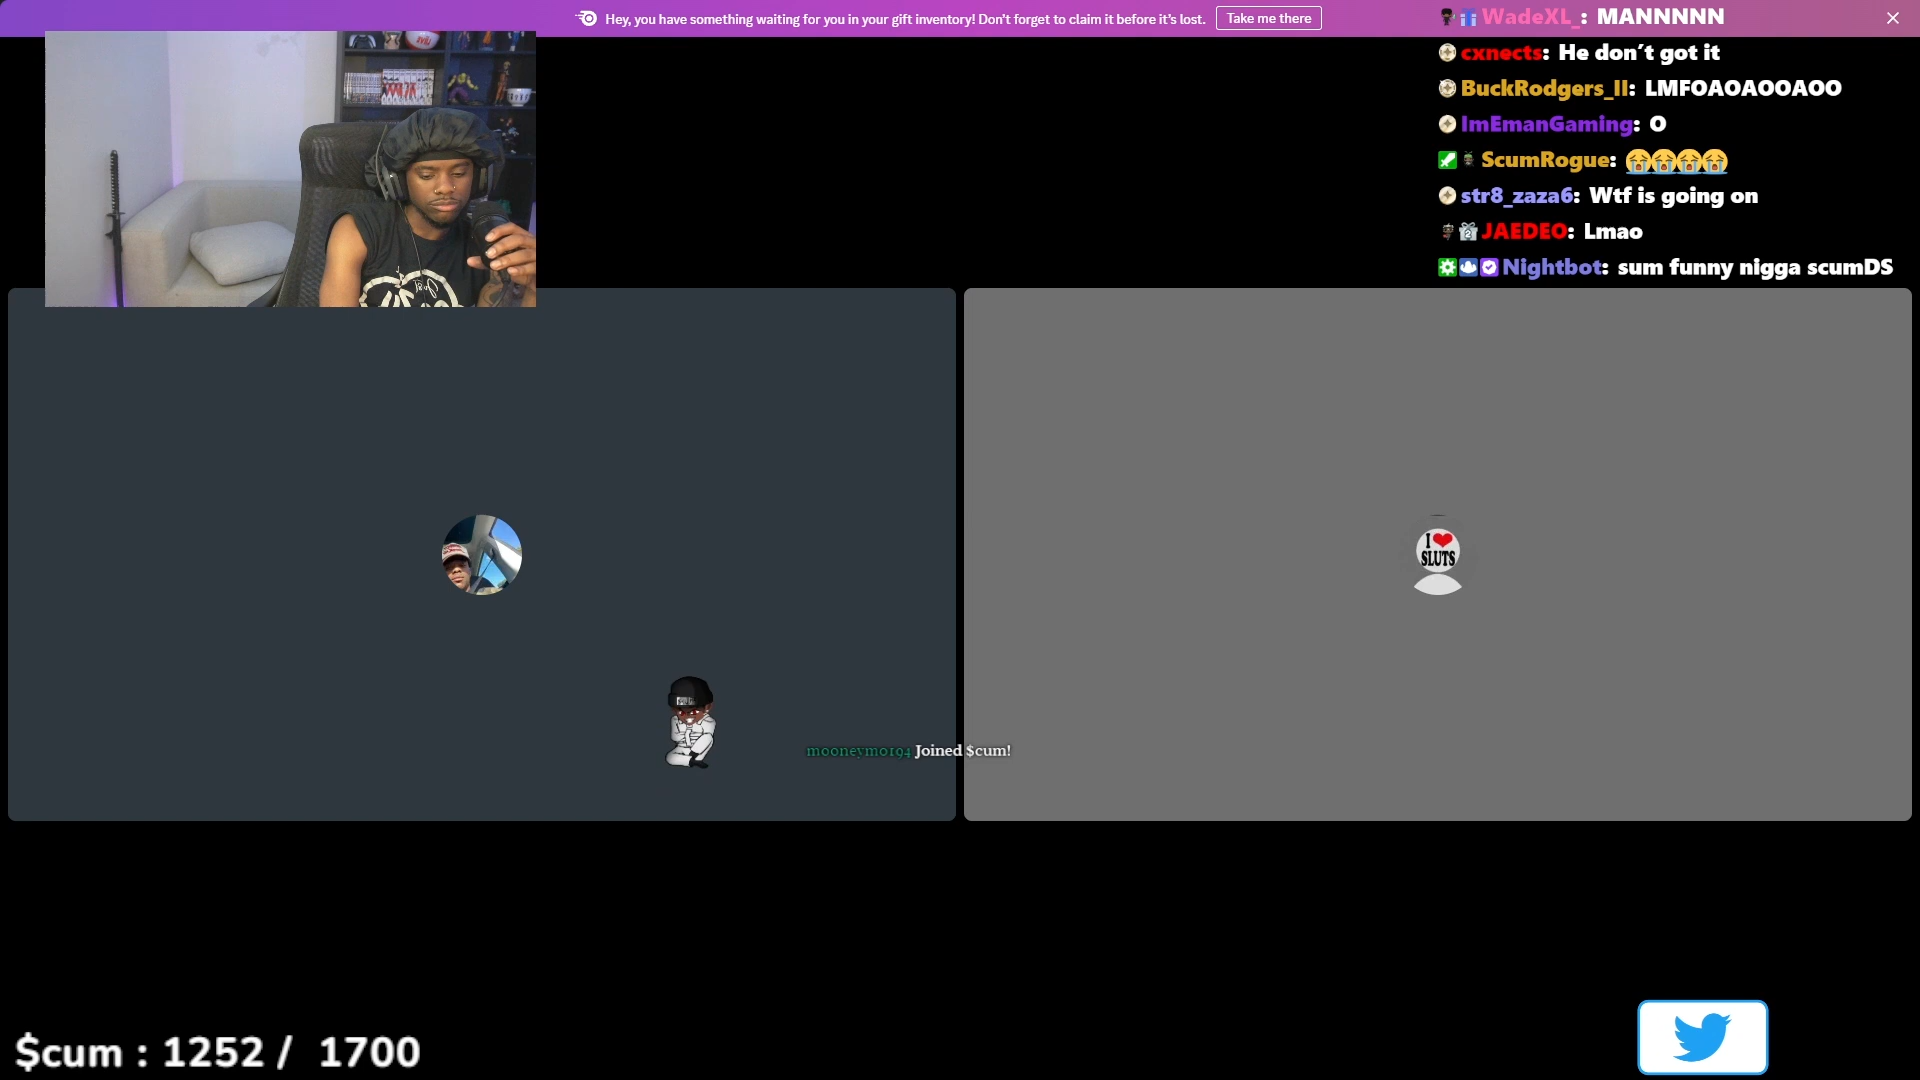 Hey, you have something waiting for you in your gift inventory! Don't forget to claim it before it's lost. Take me there
WadeXL_: MANNNNN
cxnects: He don't got it
BuckRodgers_II: LMFOAOAOOAOO
ImEmanGaming: O
ScumRogue: 😭😭😭😭
str8_zaza6: Wtf is going on
JAEDEO: Lmao
Nightbot: sum funny nigga scumDS
I ❤ SLUTS
mooneymo194 Joined $cum!
$cum : 1252 / 1700